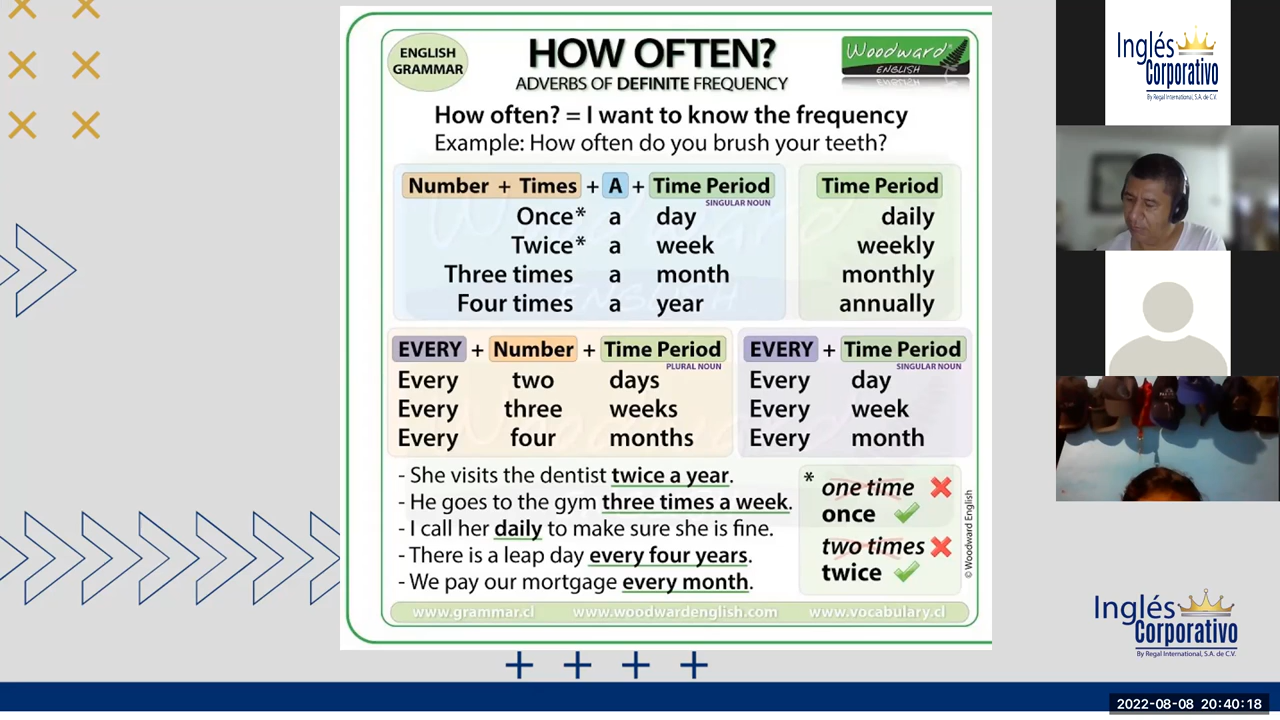 ENGLISH
GRAMMAR
HOW OFTEN?
ADVERBS OF DEFINITE FREQUENCY
Woodward®
ENGLISH
How often? = I want to know the frequency
Example: How often do you brush your teeth?
Number + Times + A + Time Period
SINGULAR NOUN
Once* a day
Twice* a week
Three times a month
Four times a year
Time Period
daily
weekly
monthly
annually
EVERY + Number + Time Period
PLURAL NOUN
Every two days
Every three weeks
Every four months
EVERY + Time Period
SINGULAR NOUN
Every day
Every week
Every month
- She visits the dentist twice a year.
- He goes to the gym three times a week.
- I call her daily to make sure she is fine.
- There is a leap day every four years.
- We pay our mortgage every month.
* one time
once
two times
twice
© Woodward English
www.grammar.cl www.woodwardenglish.com www.vocabulary.cl
Inglés
Corporativo
By Regal International, S.A. de C.V.
Inglés
Corporativo
By Regal International, S.A. de C.V.
2022-08-08 20:40:18